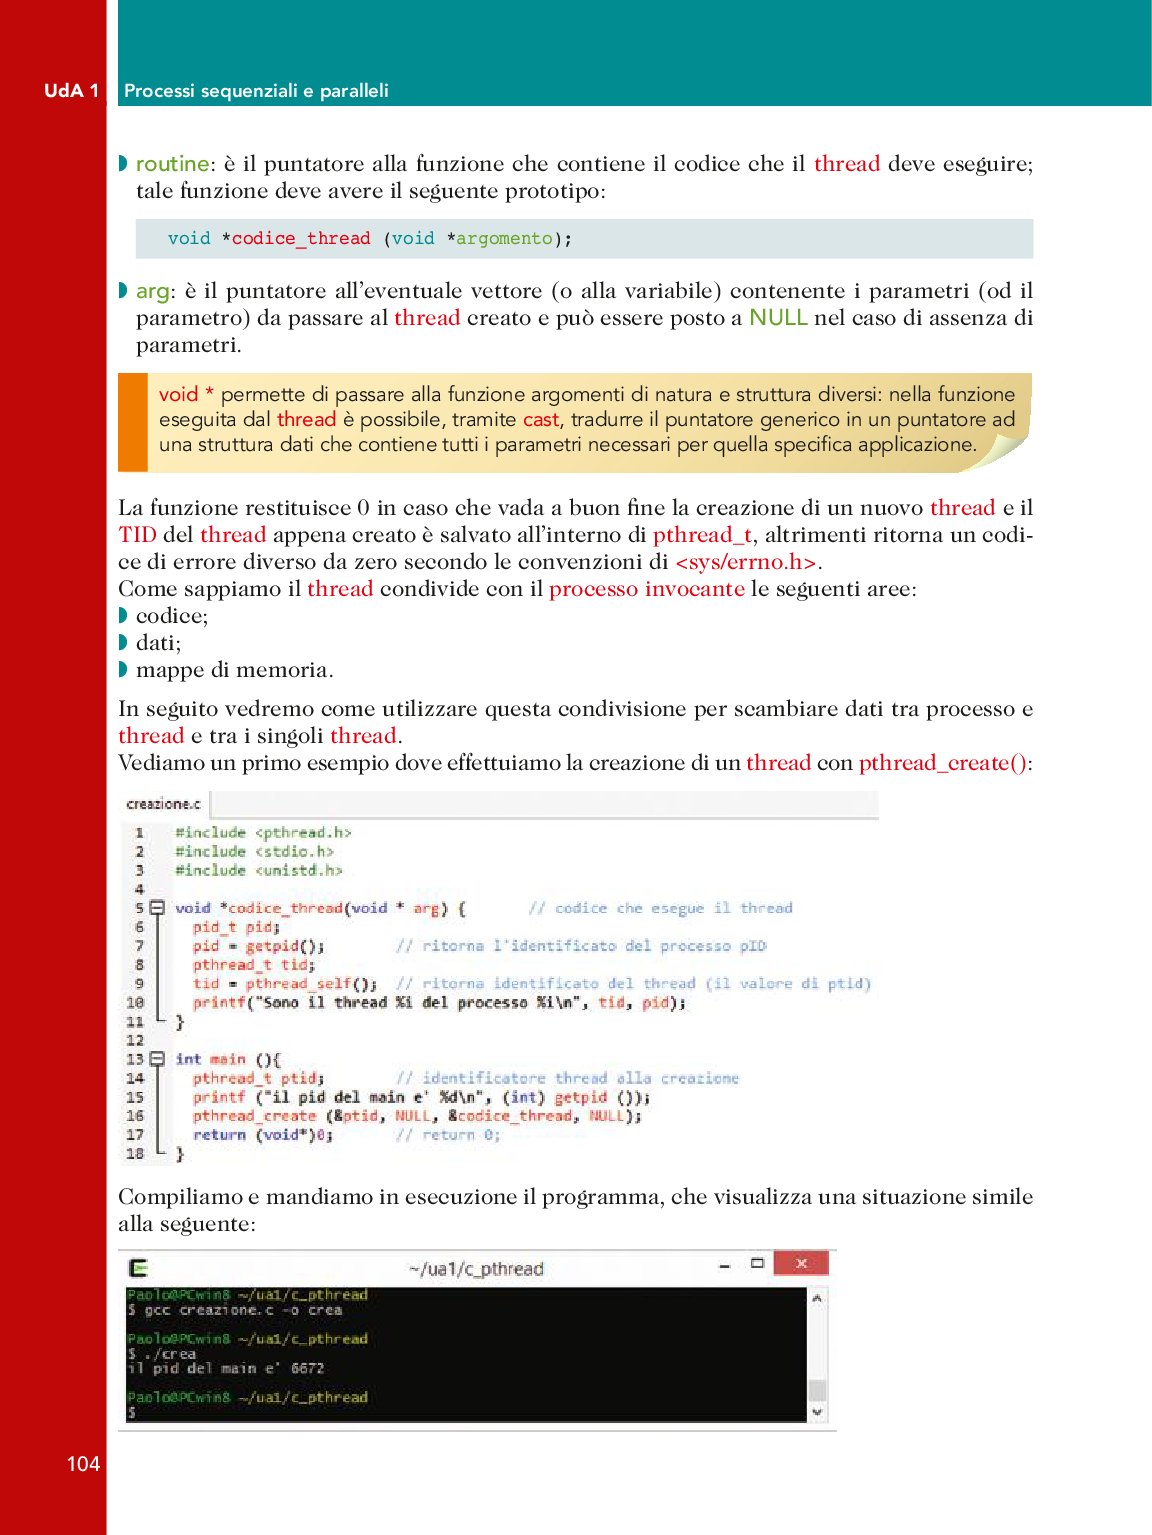 UdA 1 Processi sequenziali e paralleli
routine: è il puntatore alla funzione che contiene il codice che il thread deve eseguire;
tale funzione deve avere il seguente prototipo:
void *codice_thread (void *argomento);
arg: è il puntatore all'eventuale vettore (o alla variabile) contenente i parametri (od il
parametro) da passare al thread creato e può essere posto a NULL nel caso di assenza di
parametri.
void * permette di passare alla funzione argomenti di natura e struttura diversi: nella funzione
eseguita dal thread è possibile, tramite cast, tradurre il puntatore generico in un puntatore ad
una struttura dati che contiene tutti i parametri necessari per quella specifica applicazione.
La funzione restituisce 0 in caso che vada a buon fine la creazione di un nuovo thread e il
TID del thread appena creato è salvato all'interno di pthread_t, altrimenti ritorna un codi-
ce di errore diverso da zero secondo le convenzioni di <sys/errno.h>.
Come sappiamo il thread condivide con il processo invocante le seguenti aree:
codice;
dati;
mappe di memoria.
In seguito vedremo come utilizzare questa condivisione per scambiare dati tra processo e
thread e tra i singoli thread.
Vediamo un primo esempio dove effettuiamo la creazione di un thread con pthread_create():
creazione.c
1 #include <pthread.h>
2 #include <stdio.h>
3 #include <unistd.h>
4
5 void *codice_thread(void * arg) { // codice che esegue il thread
6 pid_t pid;
7 pid = getpid(); // ritorna l'identificato del processo pID
8 pthread_t tid;
9 tid = pthread_self(); // ritorna identificato del thread (il valore di ptid)
10 printf("Sono il thread %i del processo %i\n", tid, pid);
11 }
12
13 int main (){
14 pthread_t ptid; // identificatore thread alla creazione
15 printf ("il pid del main e' %d\n", (int) getpid ());
16 pthread_create (&ptid, NULL, &codice_thread, NULL);
17 return (void*)0; // return 0;
18 }
Compiliamo e mandiamo in esecuzione il programma, che visualizza una situazione simile
alla seguente:
~/ua1/c_pthread
Paolo@PCwin8 ~/ua1/c_pthread
$ gcc creazione.c -o crea
Paolo@PCwin8 ~/ua1/c_pthread
$ ./crea
il pid del main e' 6672
Paolo@PCwin8 ~/ua1/c_pthread
$
104